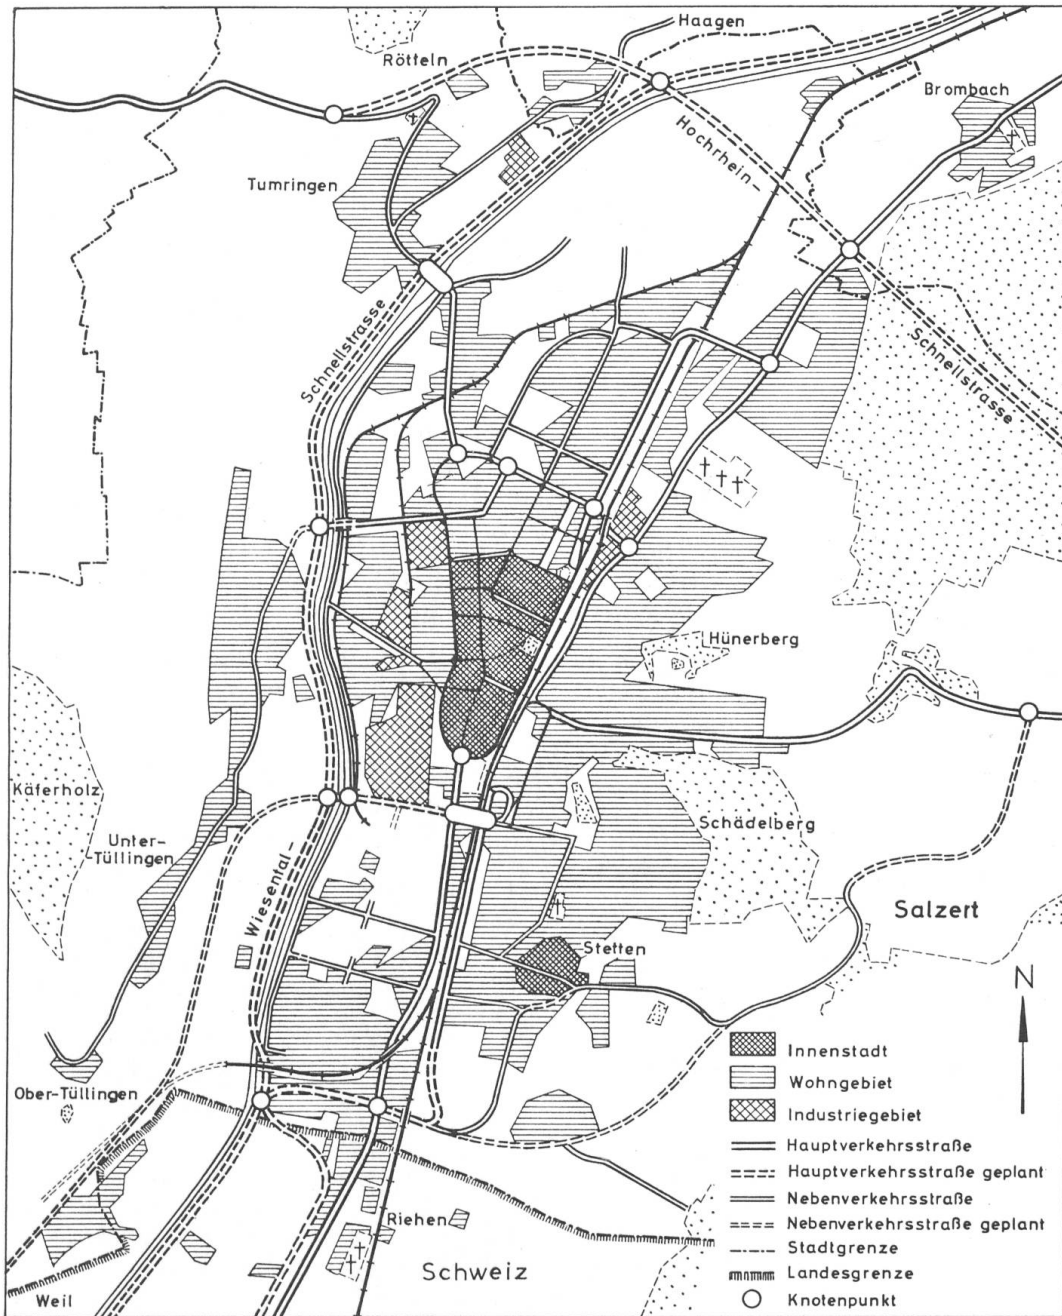 Haagen
Rötteln
Brombach
Hochrhein-
Tumringen
Schnellstrasse
Schnellstrasse
Hünerberg
Käferholz
Unter-
Tüllingen
Schädelberg
Wiesental-
Salzert
Stetten
N
Ober-Tüllingen
Innenstadt
Wohngebiet
Industriegebiet
Hauptverkehrsstraße
Hauptverkehrsstraße geplant
Nebenverkehrsstraße
Nebenverkehrsstraße geplant
Stadtgrenze
Landesgrenze
Knotenpunkt
Riehen
Schweiz
Weil